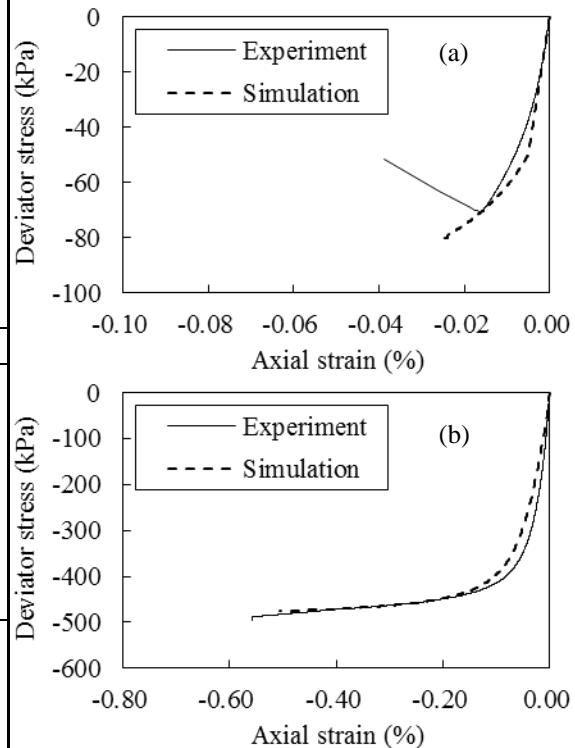 0
-20
-40
-60
-80
-100
Deviator stress (kPa)
Experiment
Simulation
(a)
-0.10 -0.08 -0.06 -0.04 -0.02 0.00
Axial strain (%)
0
-100
-200
-300
-400
-500
-600
Deviator stress (kPa)
Experiment
Simulation
(b)
-0.80 -0.60 -0.40 -0.20 0.00
Axial strain (%)